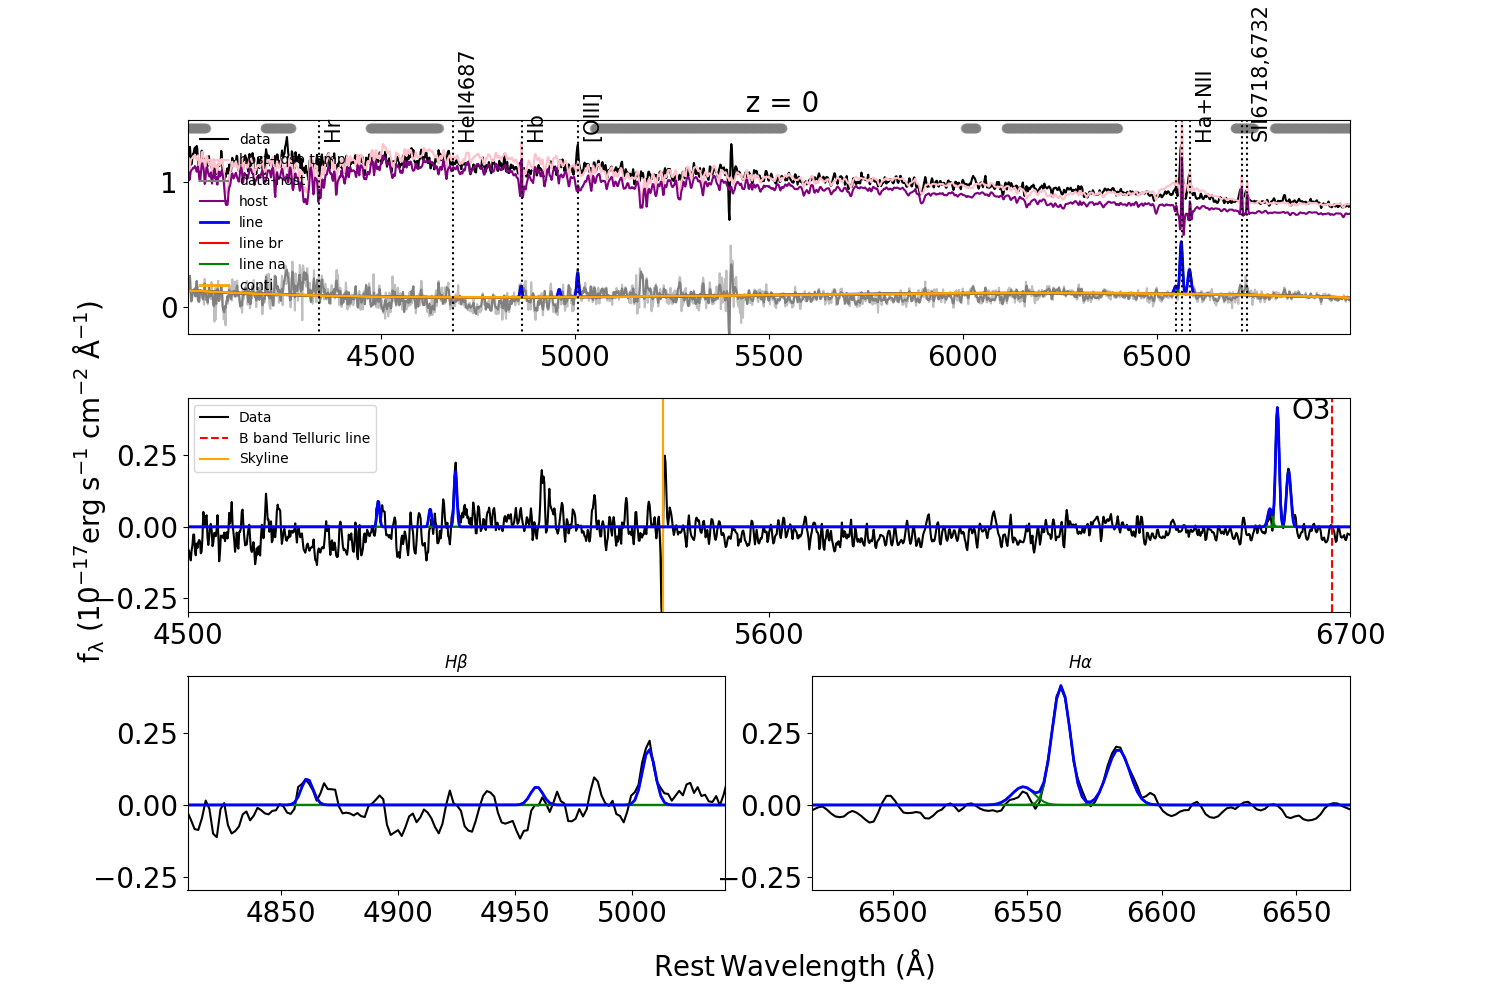 z = 0
Hr
HeII4687
Hb
[OIII]
Ha+NII
SII6718,6732
data
data-host
host
line
line br
line na
conti
1
0
4500
5000
5500
6000
6500
fλ (10−17erg s−1 cm−2 Å−1)
Data
B band Telluric line
Skyline
O3
0.25
0.00
−0.25
4500
5600
6700
Hβ
0.25
0.00
−0.25
4850
4900
4950
5000
Hα
0.25
0.00
−0.25
6500
6550
6600
6650
Rest Wavelength (Å)